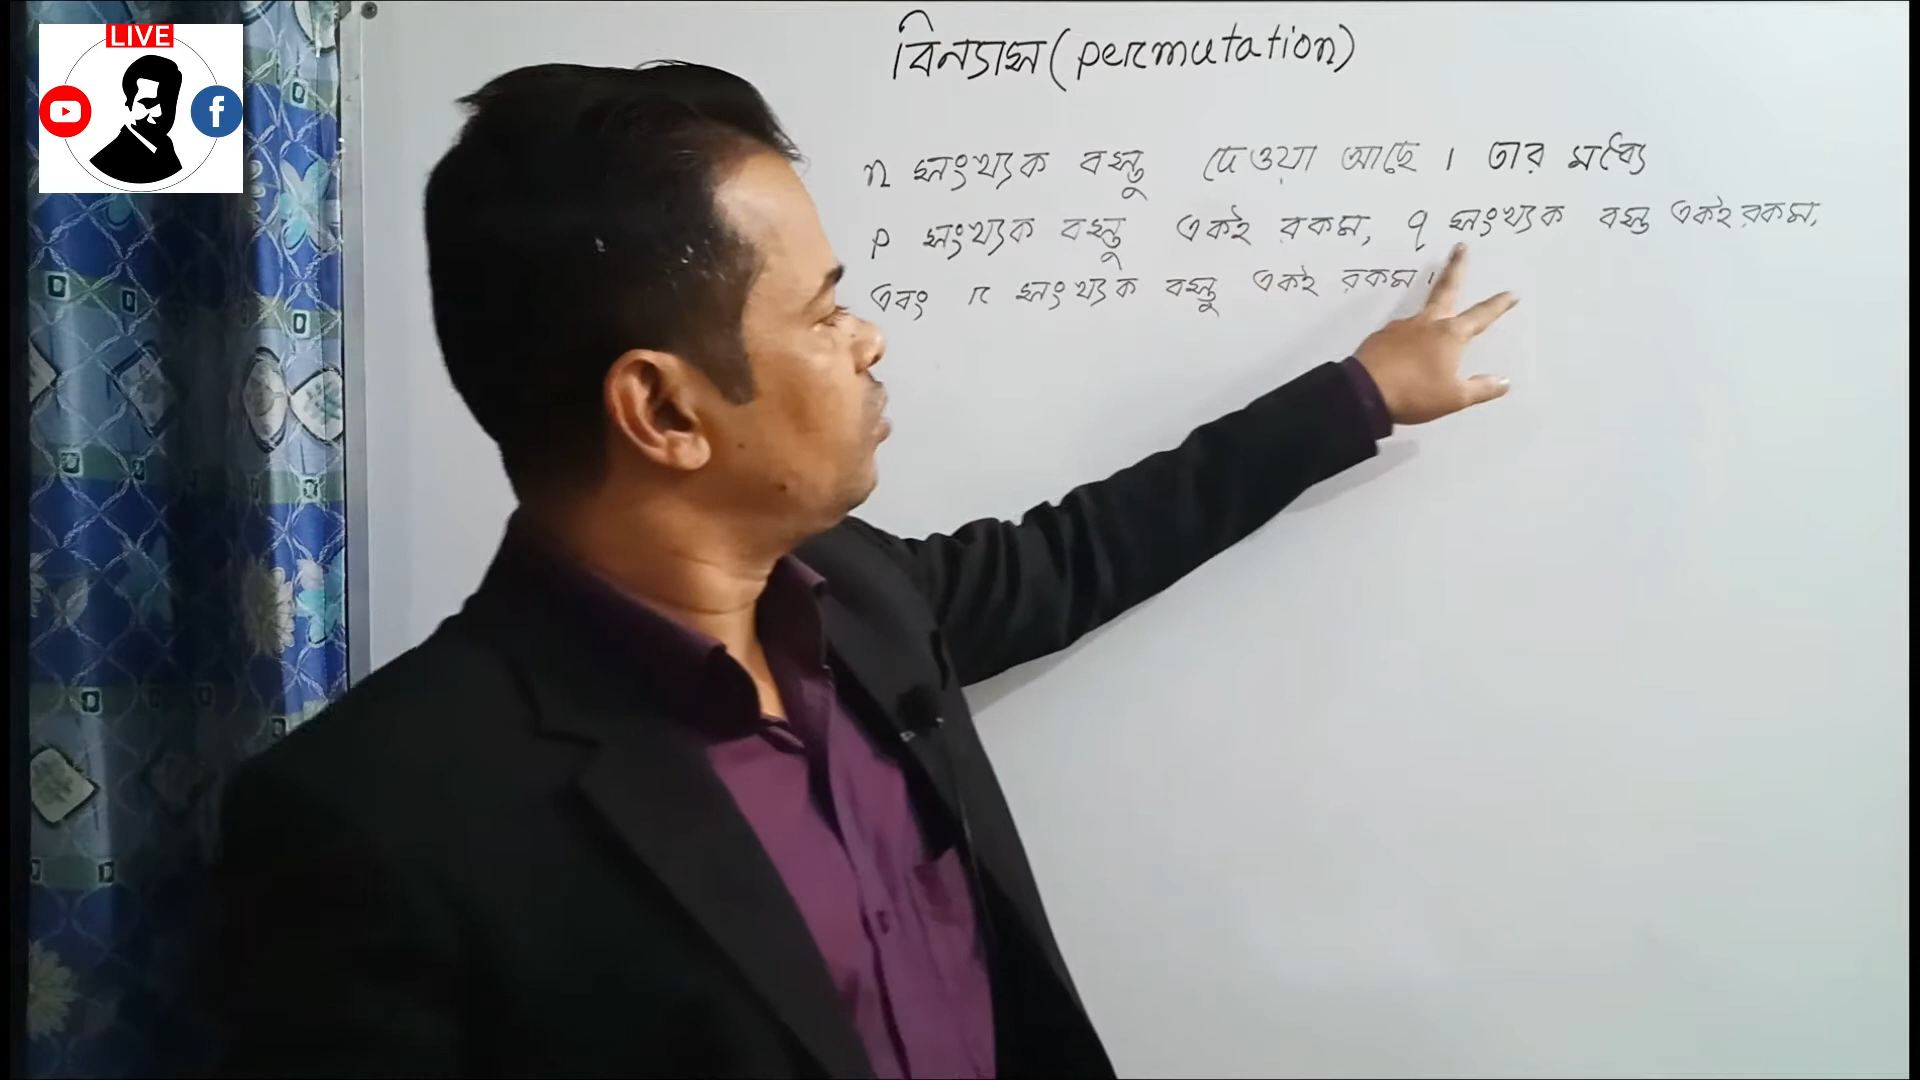 LIVE
বিন্যাস (permutation)
n সংখ্যক বস্তু দেওয়া আছে । তার মধ্যে
p সংখ্যক বস্তু একই রকম, q সংখ্যক বস্তু একই রকম,
এবং r সংখ্যক বস্তু একই রকম।